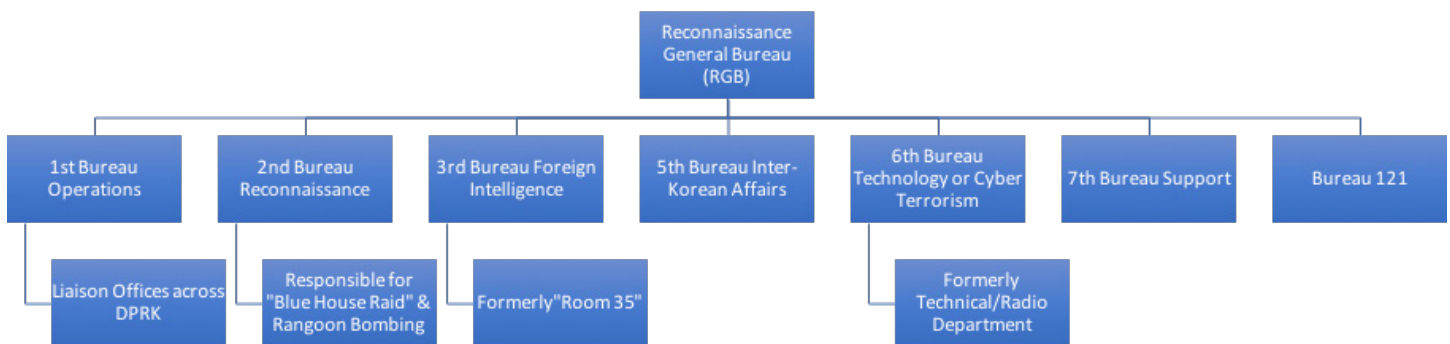 Reconnaissance
General Bureau
(RGB)
1st Bureau
Operations
2nd Bureau
Reconnaissance
3rd Bureau Foreign
Intelligence
5th Bureau Inter-
Korean Affairs
6th Bureau
Technology or Cyber
Terrorism
7th Bureau Support
Bureau 121
Liaison Offices across
DPRK
Responsible for
"Blue House Raid" &
Rangoon Bombing
Formerly"Room 35"
Formerly
Technical/Radio
Department